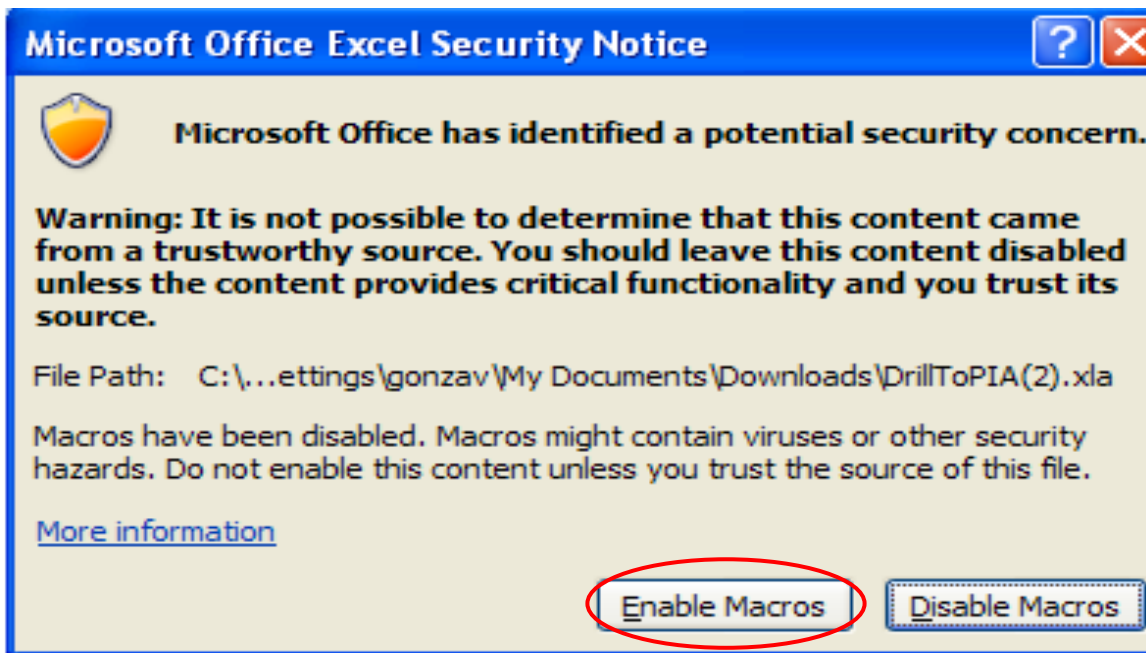 Microsoft Office Excel Security Notice
?
Microsoft Office has identified a potential security concern.
Warning: It is not possible to determine that this content came
from a trustworthy source. You should leave this content disabled
unless the content provides critical functionality and you trust its
source.
File Path: C:\...ettings\gonzav\My Documents\Downloads\DrillToPIA(2).xla
Macros have been disabled. Macros might contain viruses or other security
hazards. Do not enable this content unless you trust the source of this file.
More information
Enable Macros Disable Macros